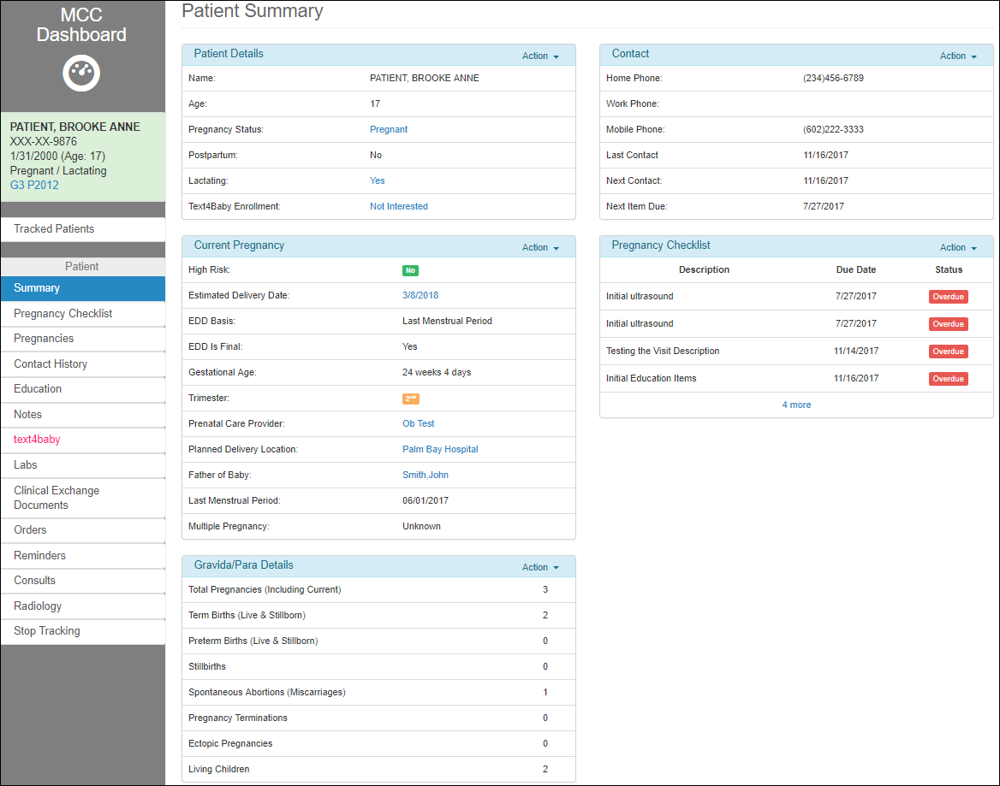 MCC
Dashboard
PATIENT, BROOKE ANNE
XXX-XX-9876
1/31/2000 (Age: 17)
Pregnant / Lactating
G3 P2012
Tracked Patients
Patient
Summary
Pregnancy Checklist
Pregnancies
Contact History
Education
Notes
text4baby
Labs
Clinical Exchange
Documents
Orders
Reminders
Consults
Radiology
Stop Tracking
Patient Summary
Patient Details Action
Name: PATIENT, BROOKE ANNE
Age: 17
Pregnancy Status: Pregnant
Postpartum: No
Lactating: Yes
Text4Baby Enrollment: Not Interested
Current Pregnancy Action
High Risk: No
Estimated Delivery Date: 3/8/2018
EDD Basis: Last Menstrual Period
EDD Is Final: Yes
Gestational Age: 24 weeks 4 days
Trimester: 2nd
Prenatal Care Provider: Ob Test
Planned Delivery Location: Palm Bay Hospital
Father of Baby: Smith,John
Last Menstrual Period: 06/01/2017
Multiple Pregnancy: Unknown
Gravida/Para Details Action
Total Pregnancies (Including Current) 3
Term Births (Live & Stillborn) 2
Preterm Births (Live & Stillborn) 0
Stillbirths 0
Spontaneous Abortions (Miscarriages) 1
Pregnancy Terminations 0
Ectopic Pregnancies 0
Living Children 2
Contact Action
Home Phone: (234)456-6789
Work Phone:
Mobile Phone: (602)222-3333
Last Contact 11/16/2017
Next Contact: 11/16/2017
Next Item Due: 7/27/2017
Pregnancy Checklist Action
Description Due Date Status
Initial ultrasound 7/27/2017 Overdue
Initial ultrasound 7/27/2017 Overdue
Testing the Visit Description 11/14/2017 Overdue
Initial Education Items 11/16/2017 Overdue
4 more